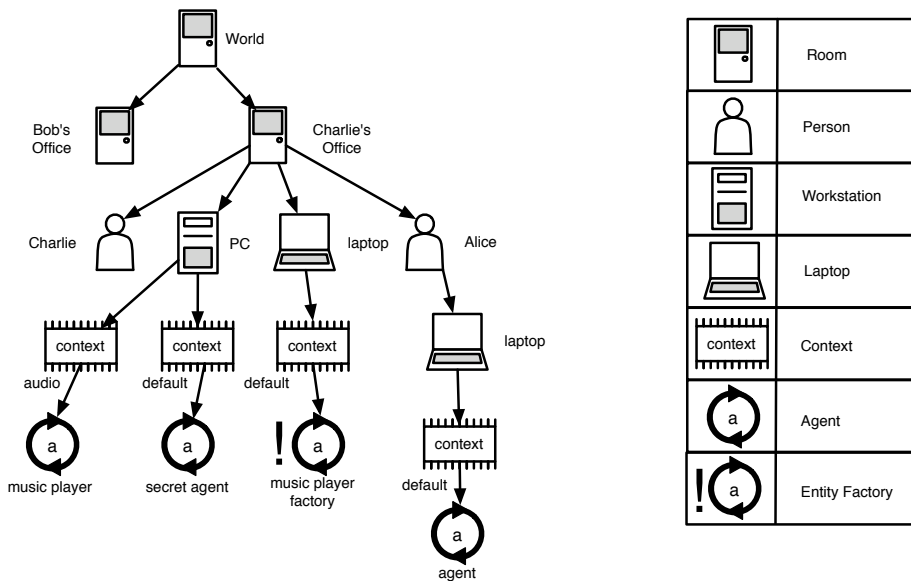 World
Bob's
Office
Charlie's
Office
Charlie
PC
laptop
Alice
context
context
context
laptop
audio
default
default
a
a
! a
context
music player
secret agent
music player
factory
default
a
agent
Room
Person
Workstation
Laptop
context
Context
a
Agent
! a
Entity Factory